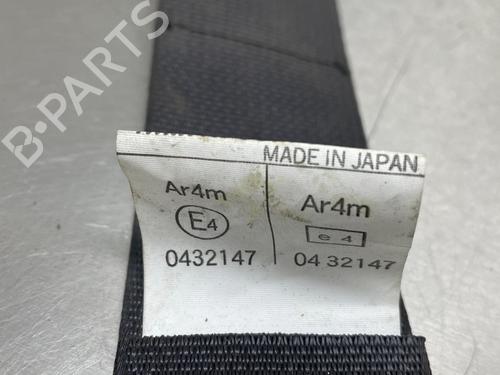 B·PARTS
MADE IN JAPAN
Ar4m Ar4m
E4 e 4
0432147 04 32147